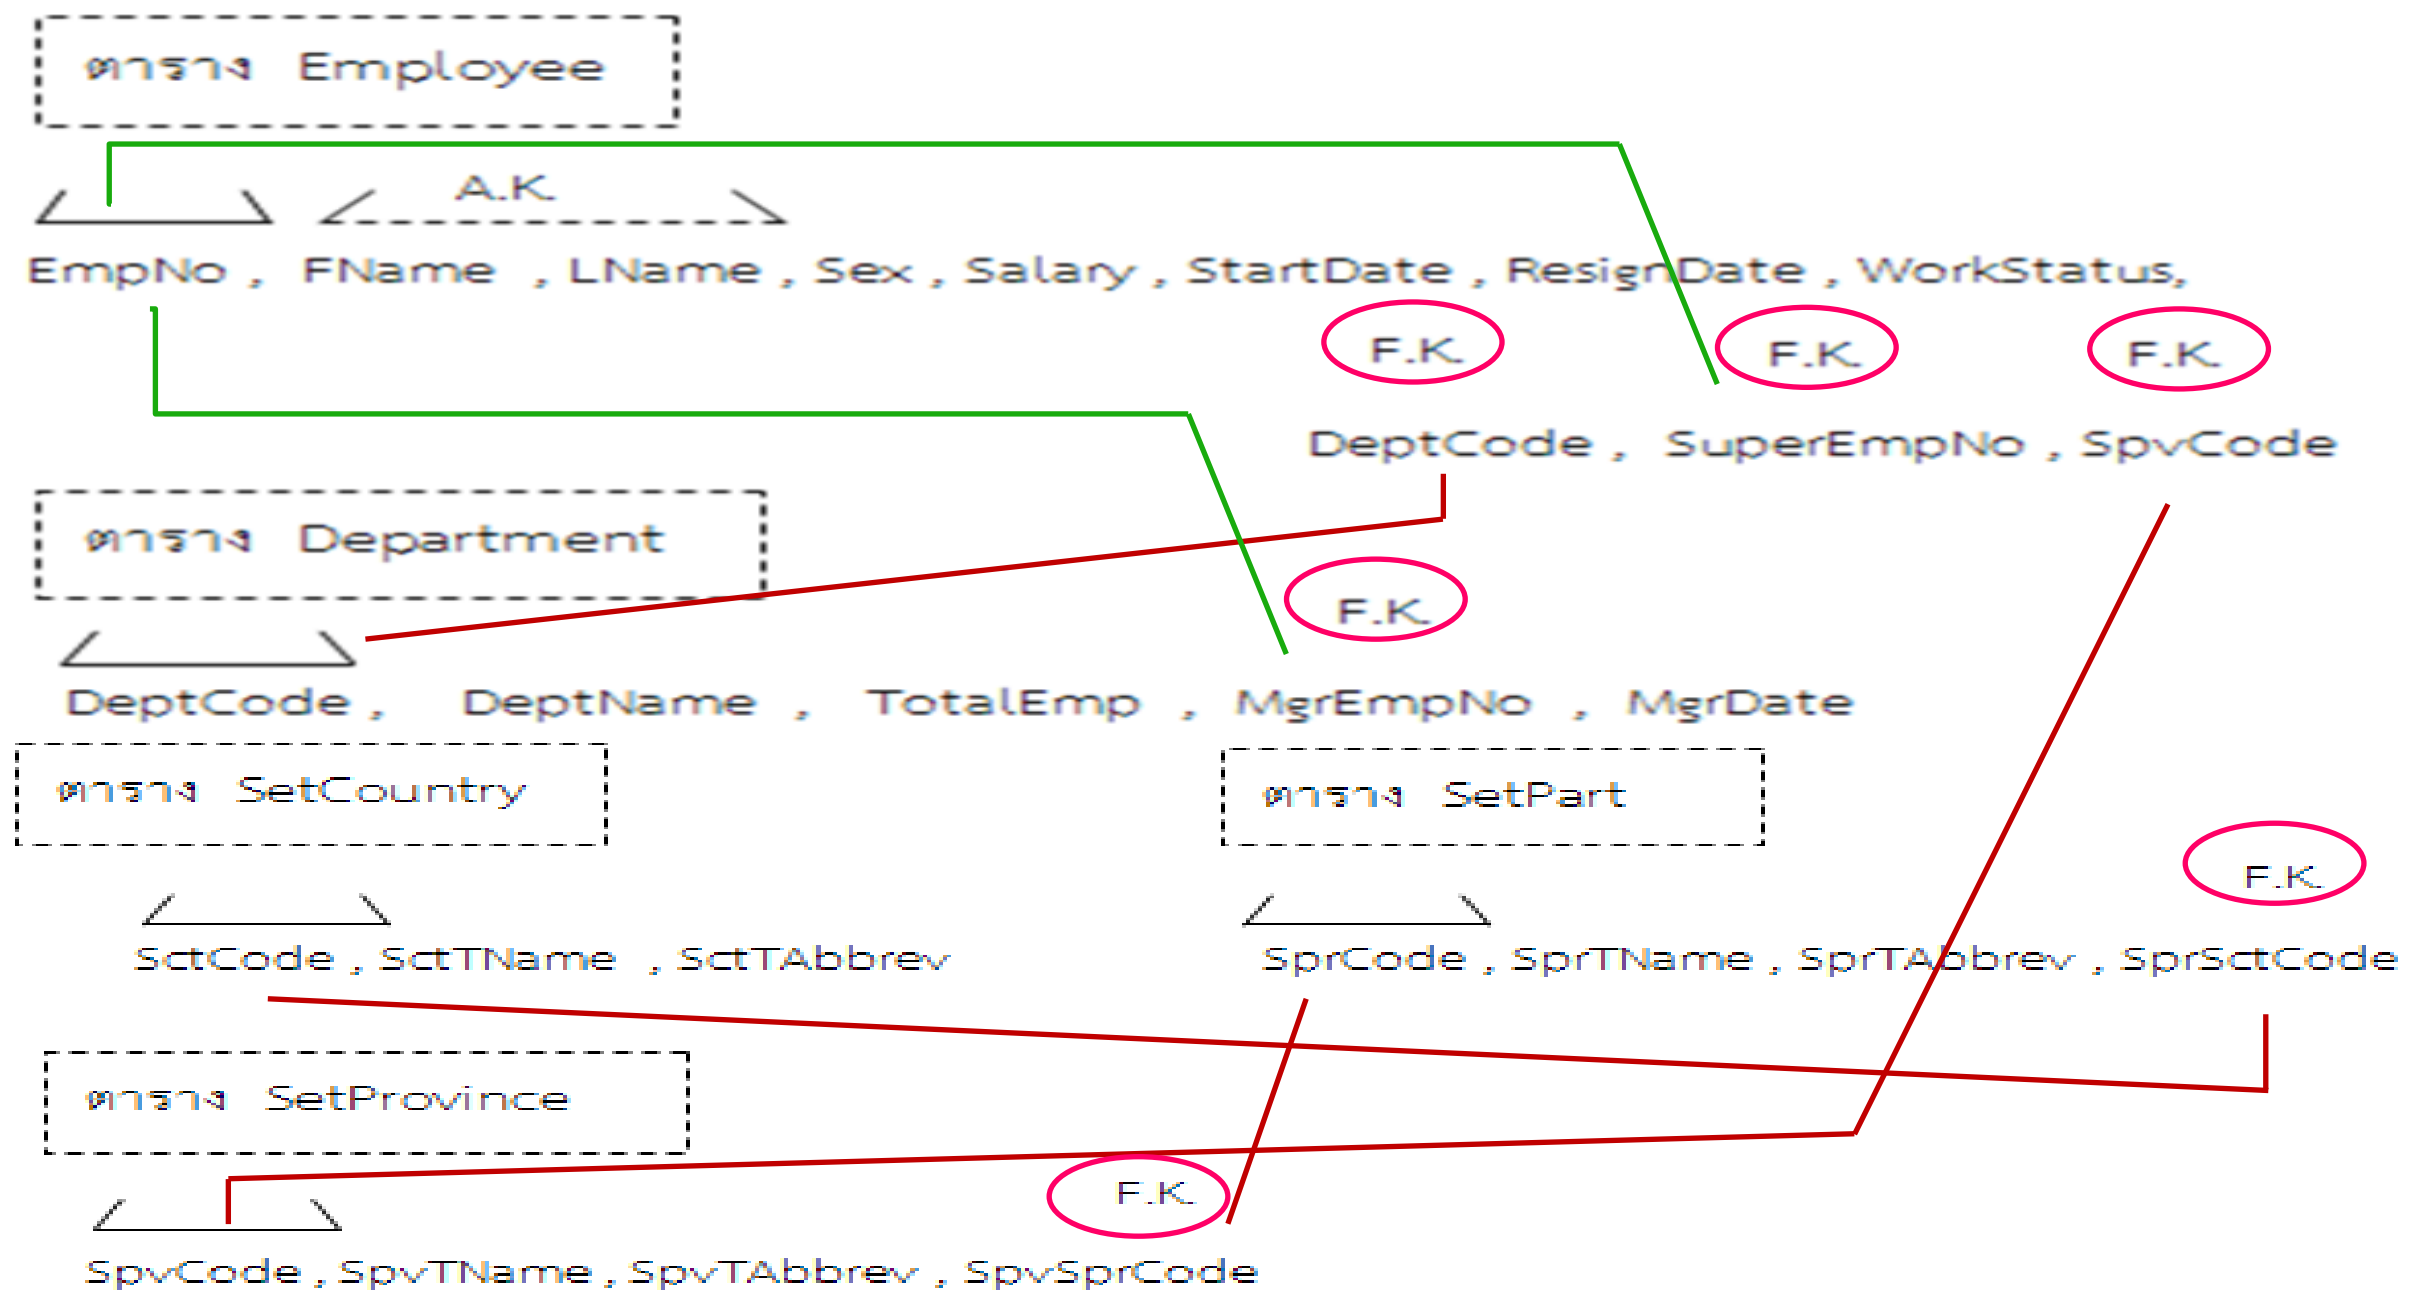 ตาราง Employee
A.K.
EmpNo , FName , LName , Sex , Salary , StartDate , ResignDate , WorkStatus,
F.K. F.K. F.K.
DeptCode , SuperEmpNo , SpvCode
ตาราง Department
F.K.
DeptCode , DeptName , TotalEmp , MgrEmpNo , MgrDate
ตาราง SetCountry
ตาราง SetPart
F.K.
SctCode , SctTName , SctTAbbrev
SprCode , SprTName , SprTAbbrev , SprSctCode
ตาราง SetProvince
F.K.
SpvCode , SpvTName , SpvTAbbrev , SpvSprCode